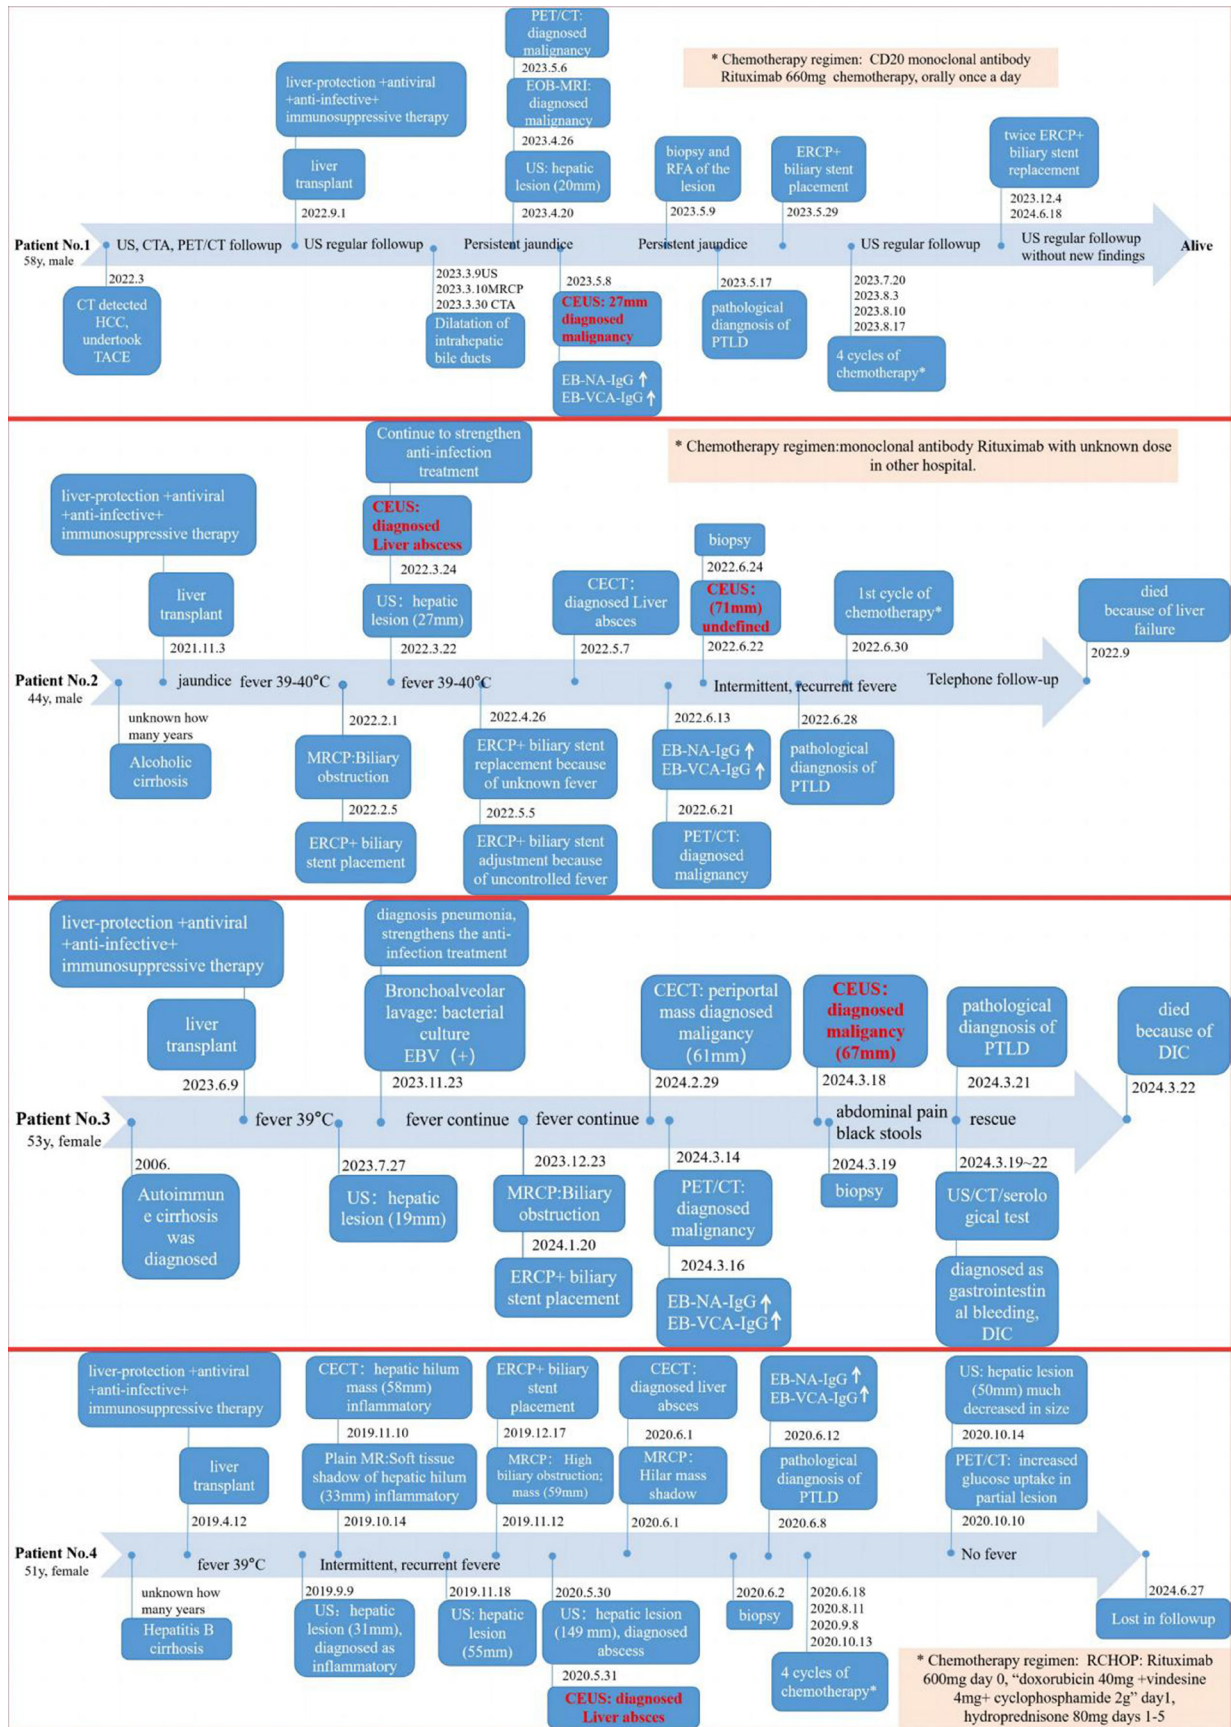 PET/CT:
diagnosed
malignancy
2023.5.6
EOB-MRI:
diagnosed
malignancy
2023.4.26
US: hepatic
lesion (20mm)
2023.4.20
* Chemotherapy regimen: CD20 monoclonal antibody
Rituximab 660mg chemotherapy, orally once a day
liver-protection +antiviral
+anti-infective+
immunosuppressive therapy
liver
transplant
2022.9.1
biopsy and
RFA of the
lesion
2023.5.9
ERCP+
biliary stent
placement
2023.5.29
twice ERCP+
biliary stent
replacement
2023.12.4
2024.6.18
Patient No.1
58y, male
US, CTA, PET/CT followup
US regular followup
Persistent jaundice
Persistent jaundice
US regular followup
US regular followup
without new findings
Alive
2022.3
CT detected
HCC,
undertook
TACE
2023.3.9US
2023.3.10MRCP
2023.3.30 CTA
Dilatation of
intrahepatic
bile ducts
2023.5.8
CEUS: 27mm
diagnosed
malignancy
EB-NA-IgG ↑
EB-VCA-IgG ↑
2023.5.17
pathological
diangnosis of
PTLD
2023.7.20
2023.8.3
2023.8.10
2023.8.17
4 cycles of
chemotherapy*
Continue to strengthen
anti-infection
treatment
CEUS:
diagnosed
Liver abscess
2022.3.24
US: hepatic
lesion (27mm)
2022.3.22
* Chemotherapy regimen:monoclonal antibody Rituximab with unknown dose
in other hospital.
liver-protection +antiviral
+anti-infective+
immunosuppressive therapy
liver
transplant
2021.11.3
CECT:
diagnosed Liver
absces
2022.5.7
biopsy
2022.6.24
CEUS:
(71mm)
undefined
2022.6.22
1st cycle of
chemotherapy*
2022.6.30
died
because of liver
failure
2022.9
Patient No.2
44y, male
jaundice
fever 39-40°C
fever 39-40°C
Intermittent, recurrent fevere
Telephone follow-up
unknown how
many years
Alcoholic
cirrhosis
2022.2.1
MRCP:Biliary
obstruction
2022.2.5
ERCP+ biliary
stent placement
2022.4.26
ERCP+ biliary stent
replacement because
of unknown fever
2022.5.5
ERCP+ biliary stent
adjustment because
of uncontrolled fever
2022.6.13
EB-NA-IgG ↑
EB-VCA-IgG ↑
2022.6.21
PET/CT:
diagnosed
malignancy
2022.6.28
pathological
diangnosis of
PTLD
liver-protection +antiviral
+anti-infective+
immunosuppressive therapy
liver
transplant
2023.6.9
diagnosis pneumonia,
strengthens the anti-
infection treatment
Bronchoalveolar
lavage: bacterial
culture
EBV (+)
2023.11.23
CECT: periportal
mass diagnosed
maligancy
(61mm)
2024.2.29
CEUS:
diagnosed
maligancy
(67mm)
2024.3.18
pathological
diangnosis of
PTLD
2024.3.21
died
because of
DIC
2024.3.22
Patient No.3
53y, female
fever 39°C
fever continue
fever continue
abdominal pain
black stools
rescue
2006.
Autoimmun
e cirrhosis
was
diagnosed
2023.7.27
US: hepatic
lesion (19mm)
2023.12.23
MRCP:Biliary
obstruction
2024.1.20
ERCP+ biliary
stent placement
2024.3.14
PET/CT:
diagnosed
malignancy
2024.3.16
EB-NA-IgG ↑
EB-VCA-IgG ↑
2024.3.19
biopsy
2024.3.19~22
US/CT/serolo
gical test
diagnosed as
gastrointestin
al bleeding,
DIC
liver-protection +antiviral
+anti-infective+
immunosuppressive therapy
liver
transplant
2019.4.12
CECT: hepatic hilum
mass (58mm)
inflammatory
2019.11.10
Plain MR:Soft tissue
shadow of hepatic hilum
(33mm) inflammatory
2019.10.14
ERCP+ biliary
stent
placement
2019.12.17
MRCP: High
biliary obstruction;
mass (59mm)
2019.11.12
CECT:
diagnosed liver
absces
2020.6.1
MRCP:
Hilar mass
shadow
2020.6.1
EB-NA-IgG ↑
EB-VCA-IgG ↑
2020.6.12
pathological
diangnosis of
PTLD
2020.6.8
US: hepatic lesion
(50mm) much
decreased in size
2020.10.14
PET/CT: increased
glucose uptake in
partial lesion
2020.10.10
Patient No.4
51y, female
fever 39°C
Intermittent, recurrent fevere
No fever
unknown how
many years
Hepatitis B
cirrhosis
2019.9.9
US: hepatic
lesion (31mm),
diagnosed as
inflammatory
2019.11.18
US: hepatic
lesion
(55mm)
2020.5.30
US: hepatic lesion
(149 mm), diagnosed
abscess
2020.5.31
CEUS: diagnosed
Liver absces
2020.6.2
biopsy
2020.6.18
2020.8.11
2020.9.8
2020.10.13
4 cycles of
chemotherapy*
2024.6.27
Lost in followup
* Chemotherapy regimen: RCHOP: Rituximab
600mg day 0, “doxorubicin 40mg +vindesine
4mg+ cyclophosphamide 2g” day1,
hydroprednisone 80mg days 1-5